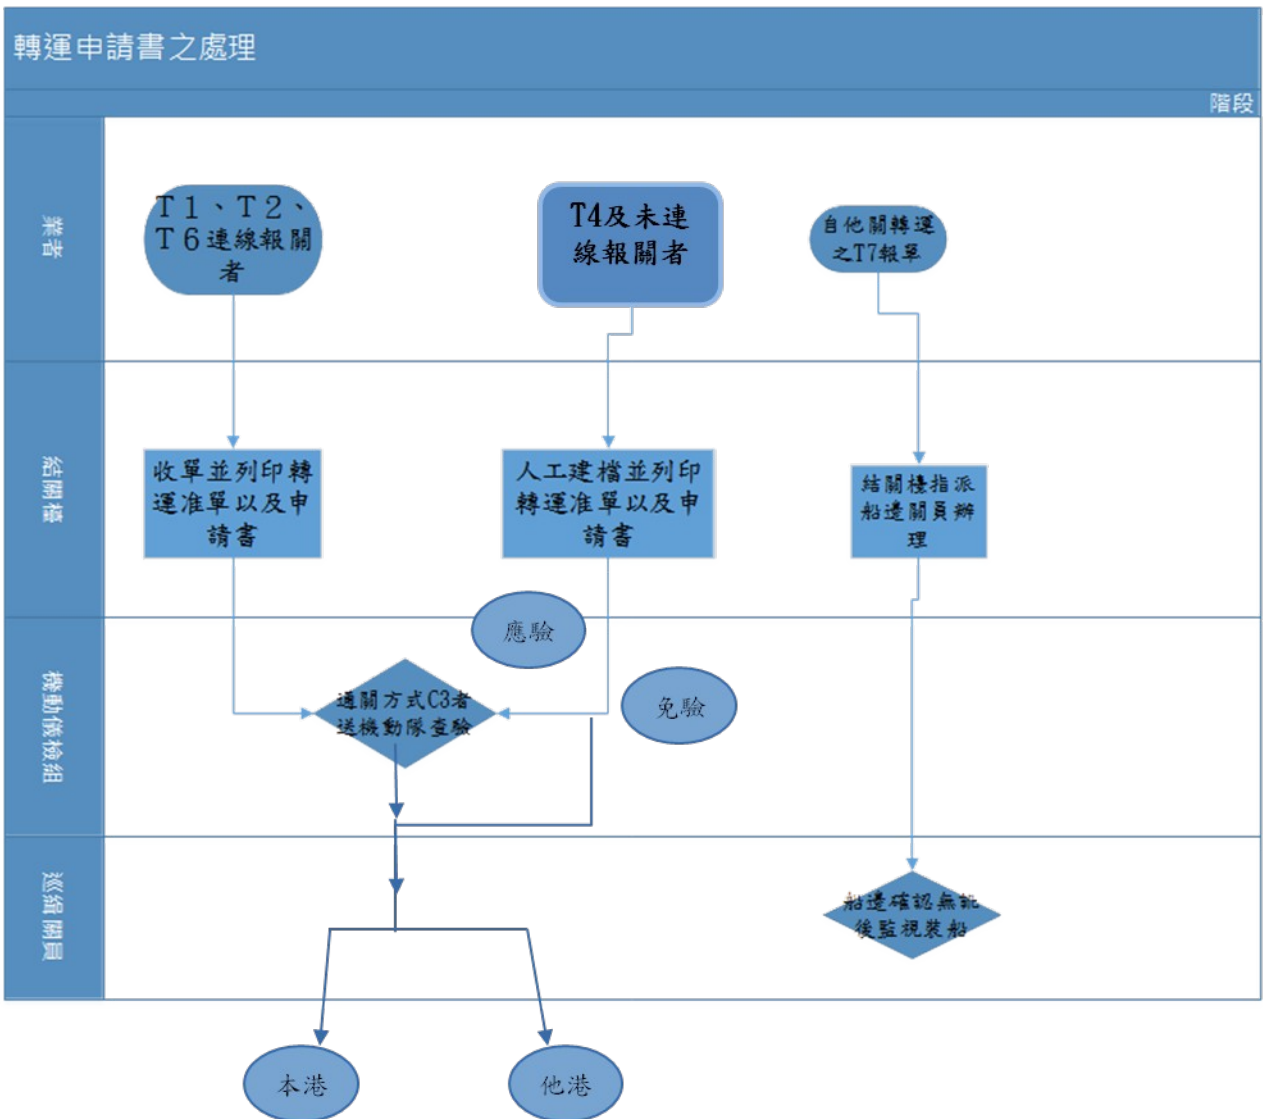 轉運申請書之處理
階段
業者
Ｔ１、Ｔ２、
Ｔ６連線報關
者
T4及未連
線報關者
自他關轉運
之T7報單
結關檯
收單並列印轉
運准單以及申
請書
人工建檔並列印
轉運准單以及申
請書
結關檯指派
船邊關員辦
理
應驗
機動儀檢組
通關方式C3者
送機動隊查驗
免驗
巡緝關員
船邊確認無訛
後監視裝船
本港
他港